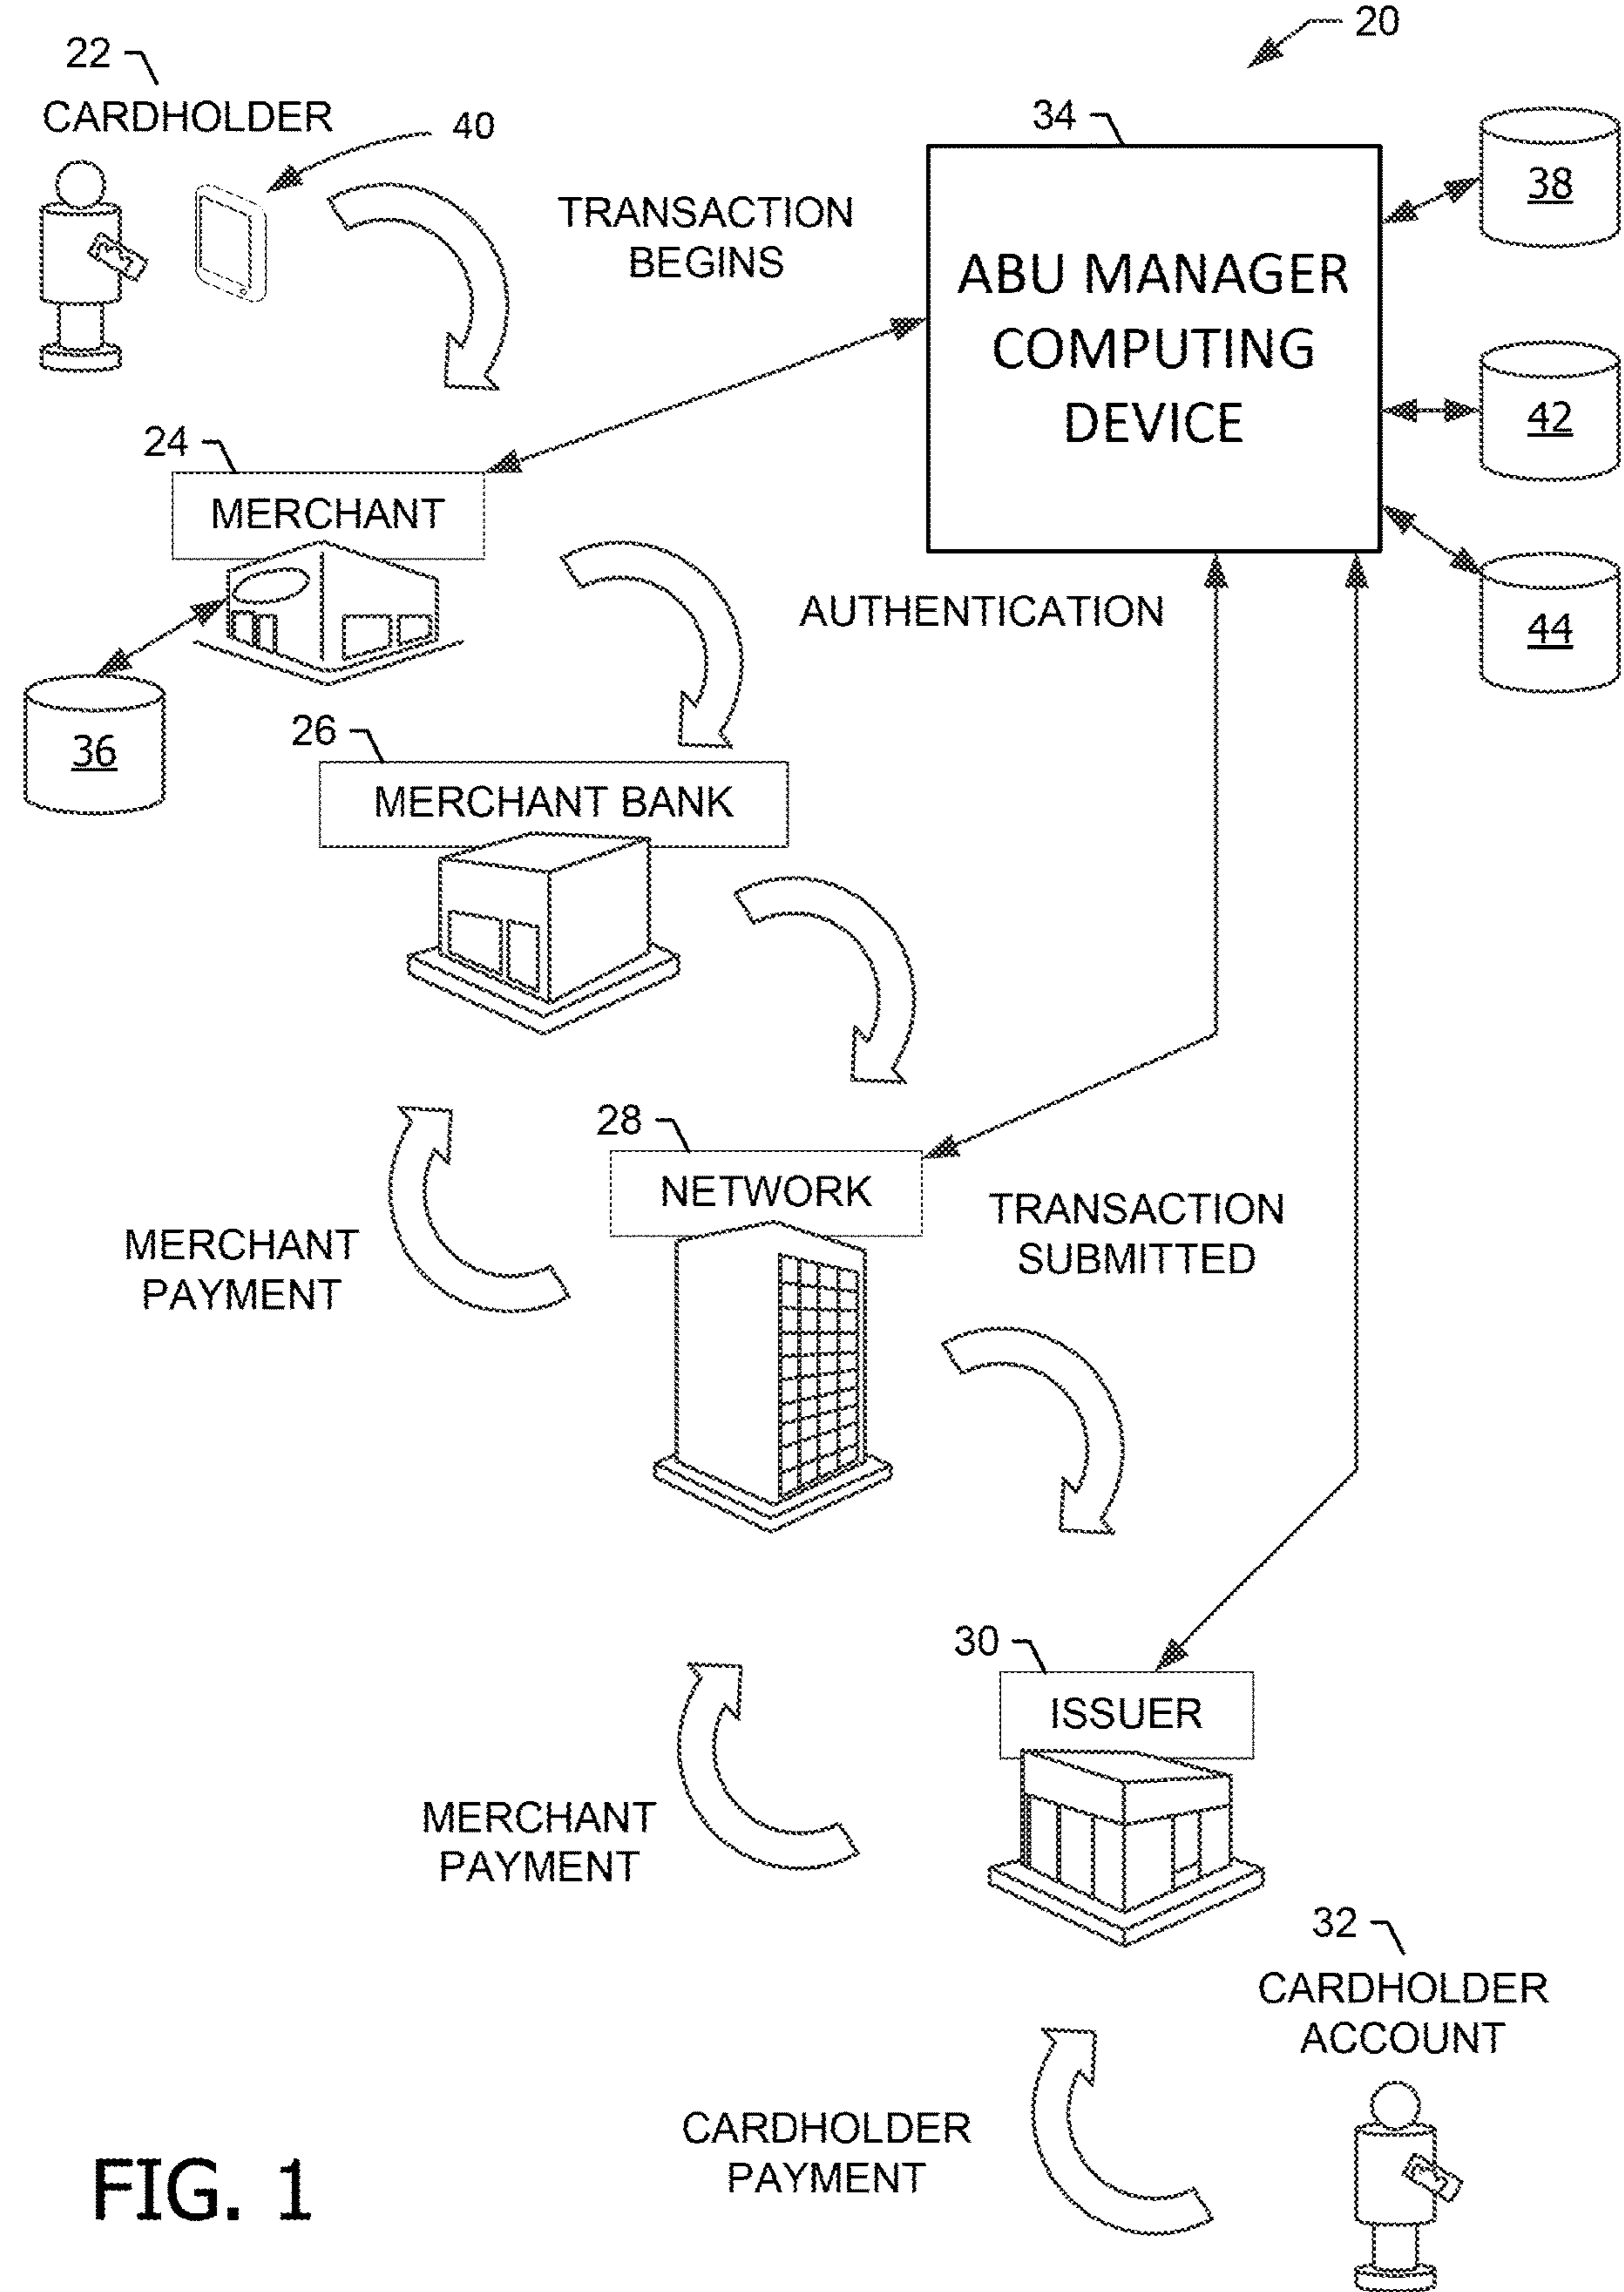 20
22
CARDHOLDER
40
34
38
TRANSACTION
BEGINS
ABU MANAGER
COMPUTING
DEVICE
42
24
MERCHANT
44
AUTHENTICATION
36
26
MERCHANT BANK
28
NETWORK
TRANSACTION
SUBMITTED
MERCHANT
PAYMENT
30
ISSUER
MERCHANT
PAYMENT
32
CARDHOLDER
ACCOUNT
CARDHOLDER
PAYMENT
FIG. 1